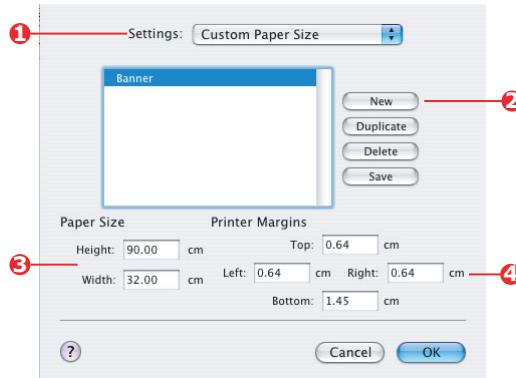 1 Settings: Custom Paper Size
Banner
New 2
Duplicate
Delete
Save
Paper Size Printer Margins
Height: 90.00 cm Top: 0.64 cm
3 Width: 32.00 cm Left: 0.64 cm Right: 0.64 cm 4
Bottom: 1.45 cm
? Cancel OK